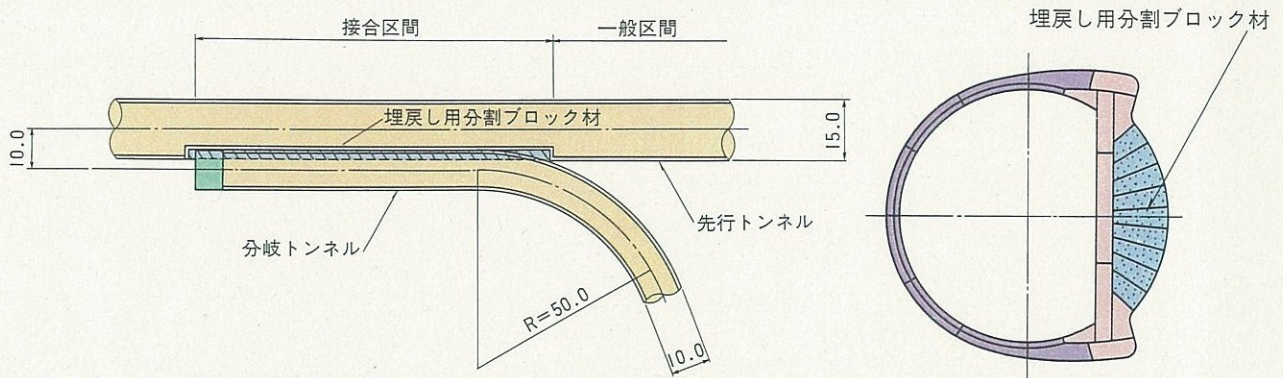 接合区間
一般区間
埋戻し用分割ブロック材
埋戻し用分割ブロック材
10.0
15.0
分岐トンネル
先行トンネル
R=50.0
10.0